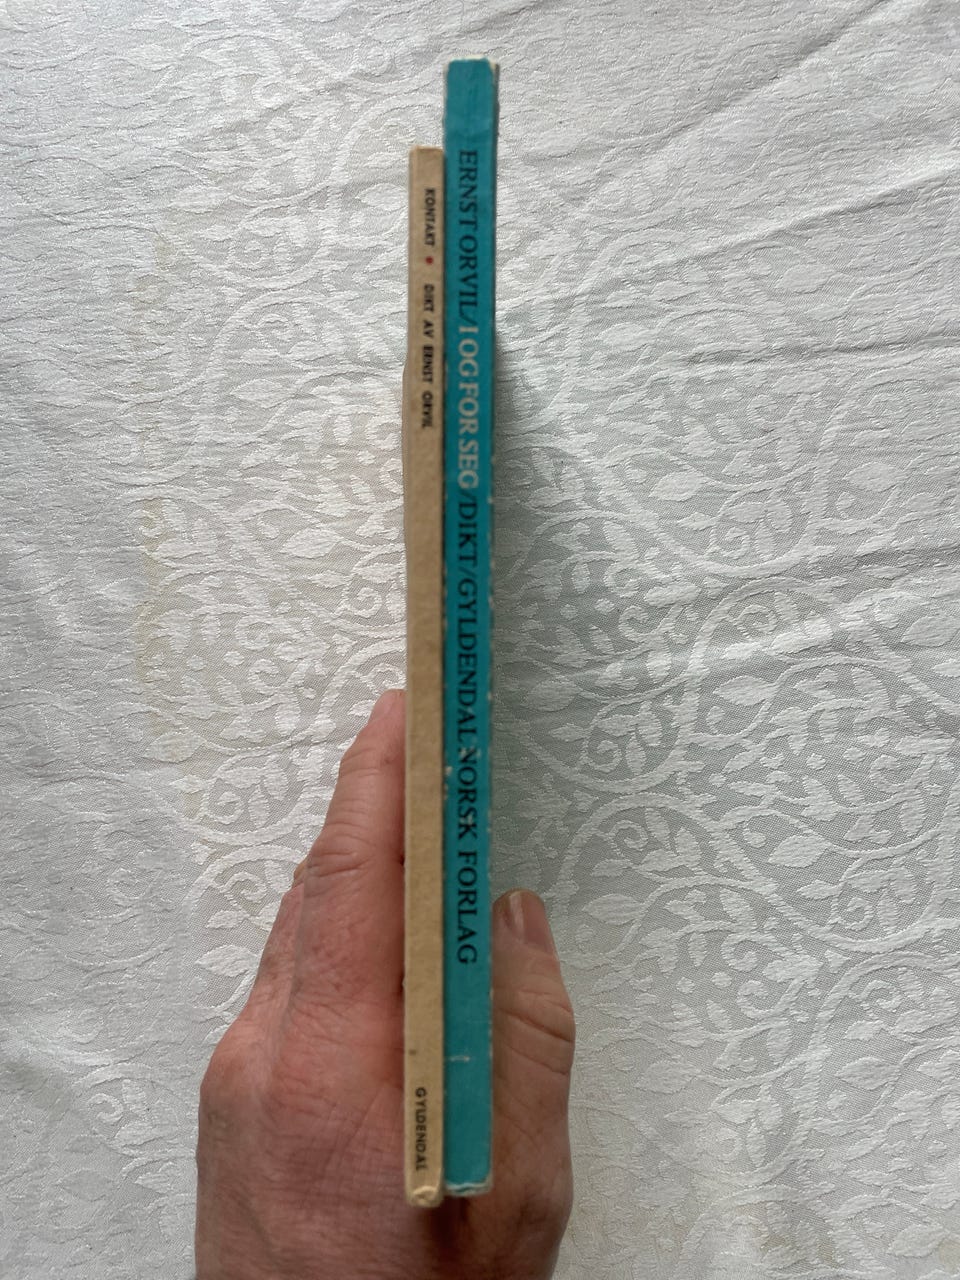 KONTAKT • DIKT AV ERNST ORVIL
GYLDENDAL
ERNST ORVIL/I OG FOR SEG/DIKT/GYLDENDAL NORSK FORLAG